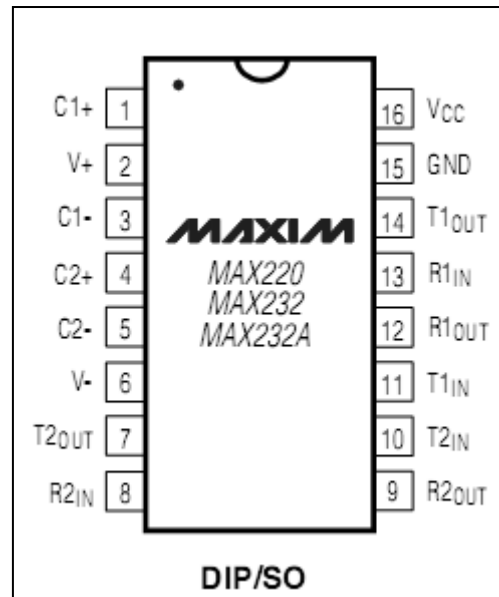 C1+ 1 16 VCC
V+ 2 15 GND
C1- 3 14 T1OUT
MAXIM
C2+ 4 MAX220 13 R1IN
MAX232
C2- 5 MAX232A 12 R1OUT
V- 6 11 T1IN
T2OUT 7 10 T2IN
R2IN 8 9 R2OUT
DIP/SO